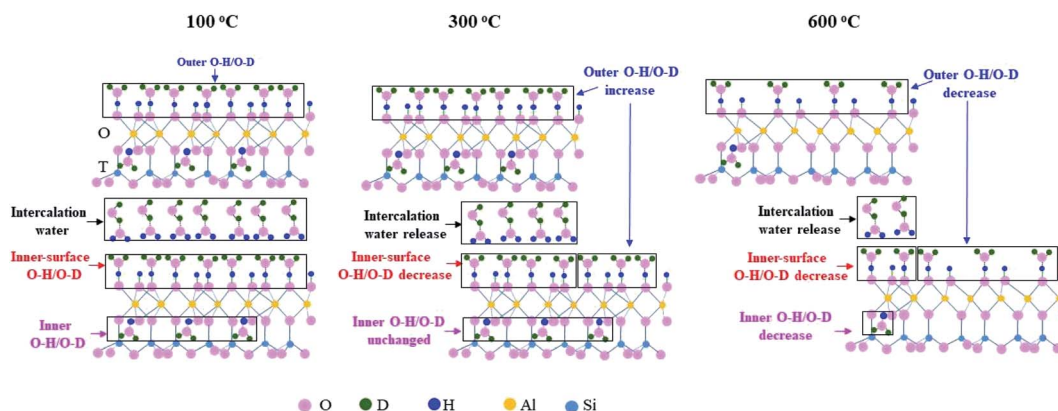 100 °C
300 °C
600 °C
Outer O-H/O-D
O
T
Intercalation
water
Inner-surface
O-H/O-D
Inner
O-H/O-D
Outer O-H/O-D
increase
Intercalation
water release
Inner-surface
O-H/O-D decrease
Inner O-H/O-D
unchanged
Outer O-H/O-D
decrease
Intercalation
water release
Inner-surface
O-H/O-D decrease
Inner O-H/O-D
decrease
O D H Al Si